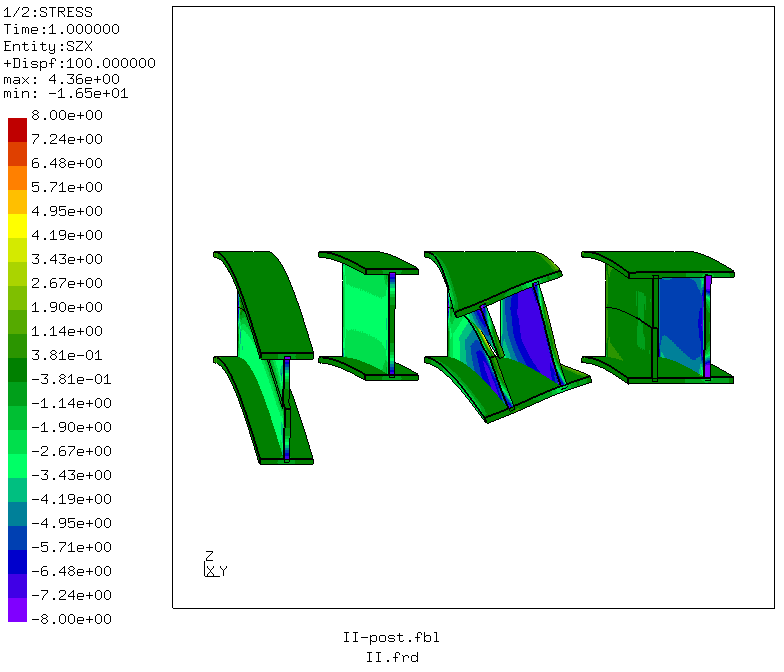 1/2:STRESS
Time:1.000000
Entity:SZX
+Dispf:100.000000
max: 4.36e+00
min: -1.65e+01
8.00e+00
7.24e+00
6.48e+00
5.71e+00
4.95e+00
4.19e+00
3.43e+00
2.67e+00
1.90e+00
1.14e+00
3.81e-01
-3.81e-01
-1.14e+00
-1.90e+00
-2.67e+00
-3.43e+00
-4.19e+00
-4.95e+00
-5.71e+00
-6.48e+00
-7.24e+00
-8.00e+00
Z
X Y
II-post.fbl
II.frd